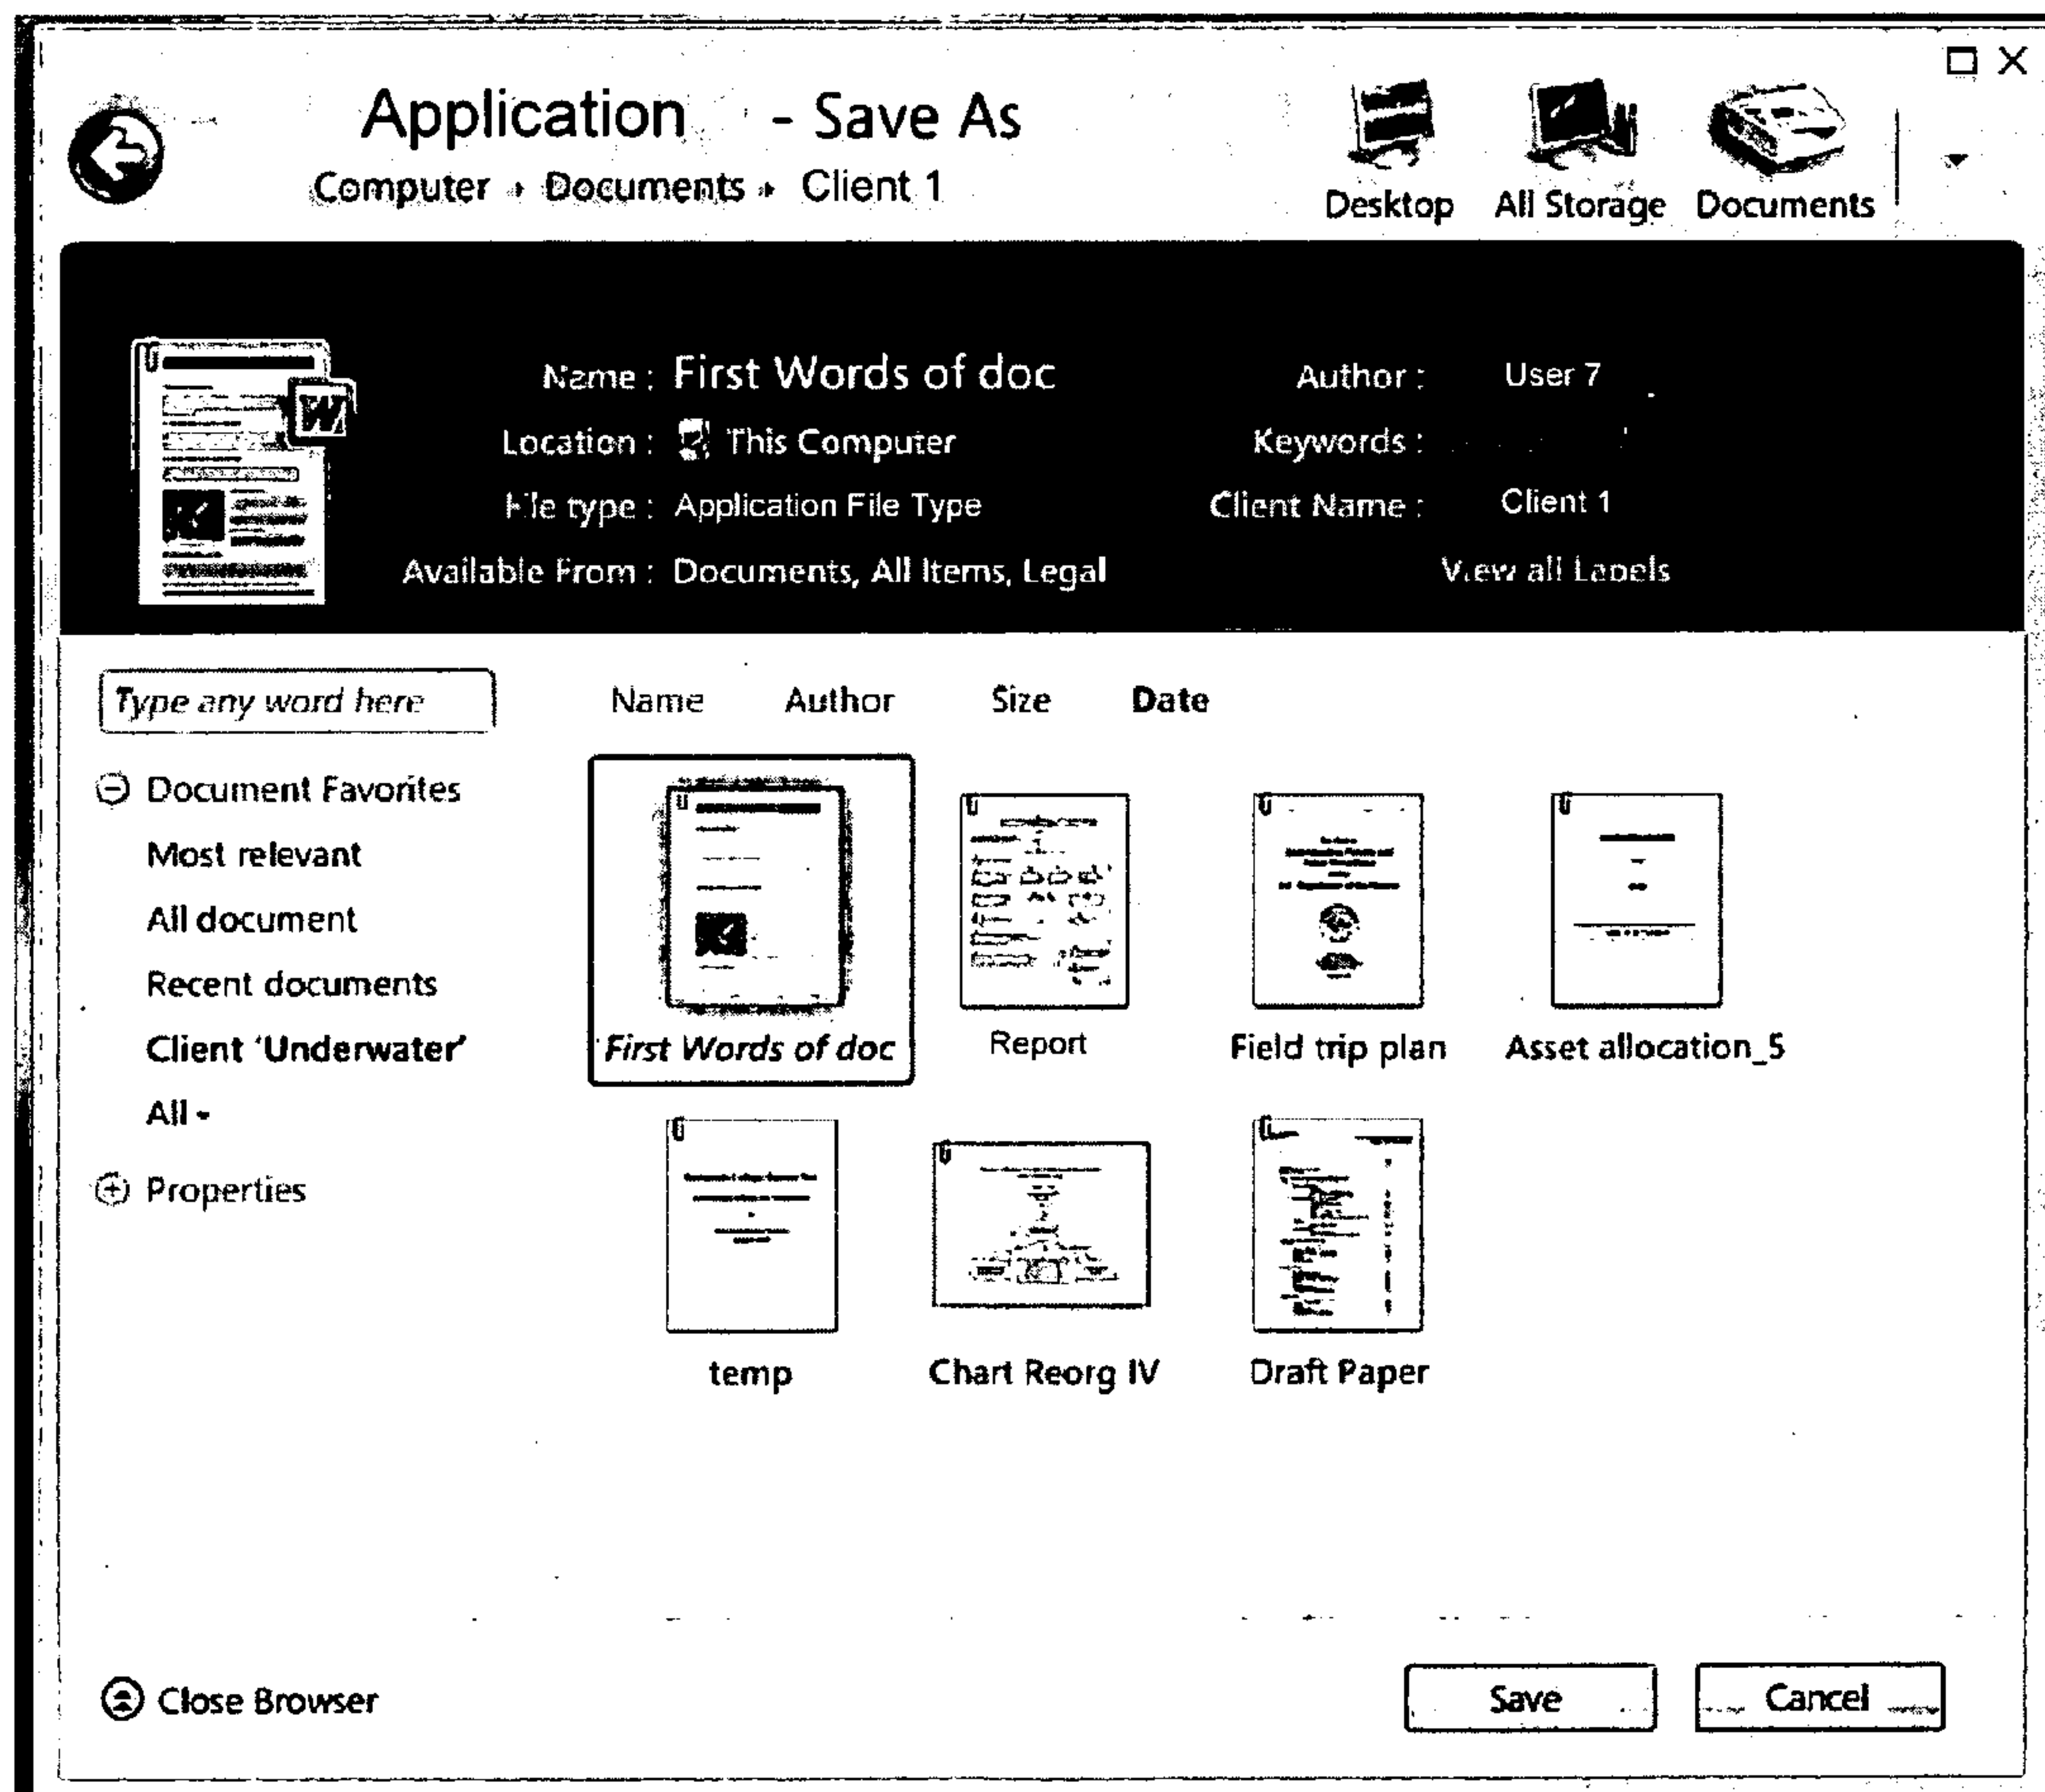 Application - Save As
Computer ▸ Documents ▸ Client 1
Desktop All Storage Documents
Name : First Words of doc
Location : This Computer
File type : Application File Type
Available From : Documents, All Items, Legal
Author : User 7
Keywords :
Client Name : Client 1
View all Labels
Type any word here
Name Author Size Date
Document Favorites
Most relevant
All document
Recent documents
Client 'Underwater'
All
Properties
First Words of doc
Report
Field trip plan
Asset allocation_5
temp
Chart Reorg IV
Draft Paper
Close Browser
Save
Cancel